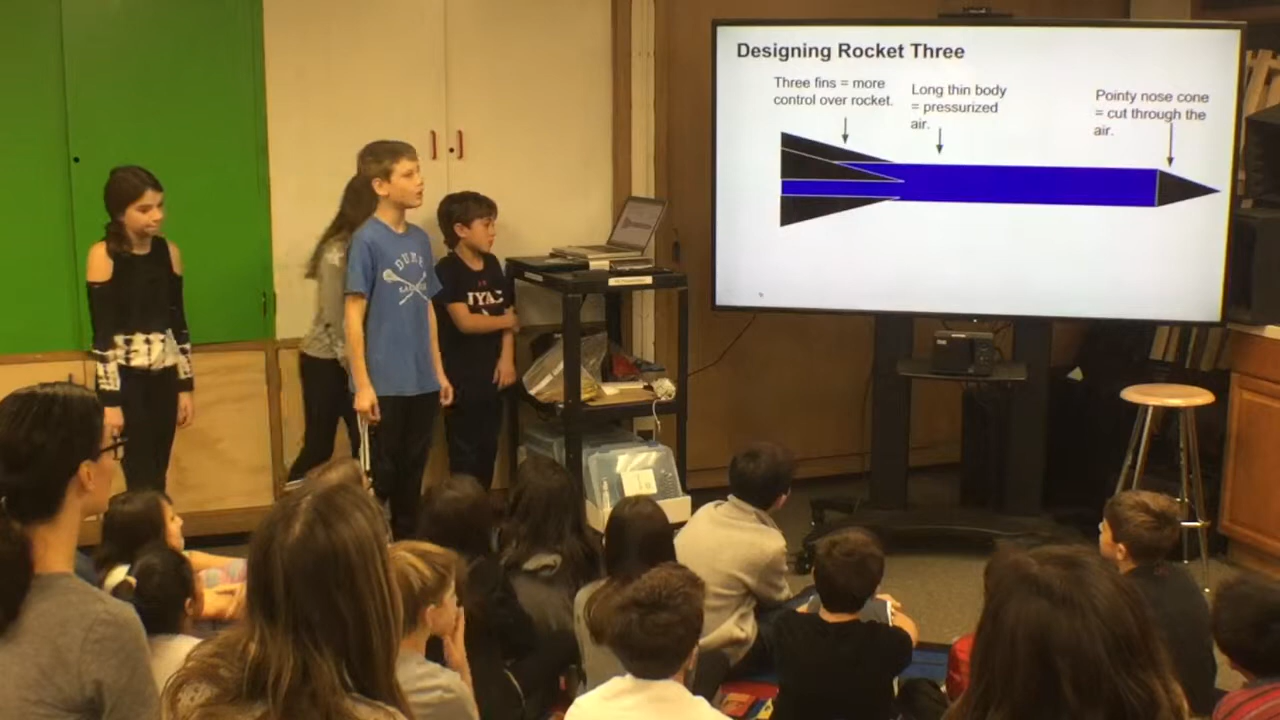 Designing Rocket Three
Three fins = more
control over rocket.
Long thin body
= pressurized
air.
Pointy nose cone
= cut through the
air.